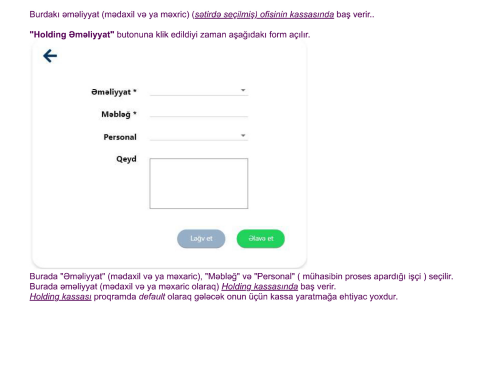 Burdakı əməliyyat (mədaxil və ya məxric) (sətirdə seçilmiş) ofisinin kassasında baş verir..
"Holding Əməliyyat" butonuna klik edildiyi zaman aşağıdakı form açılır.
Əməliyyat *
Məbləğ *
Personal
Qeyd
Ləğv et
Əlavə et
Burada "Əməliyyat" (mədaxil və ya məxaric), "Məbləğ" və "Personal" ( mühasibin proses apardığı işçi ) seçilir.
Burada əməliyyat (mədaxil və ya məxaric olaraq) Holding kassasında baş verir.
Holding kassası proqramda default olaraq gələcək onun üçün kassa yaratmağa ehtiyac yoxdur.